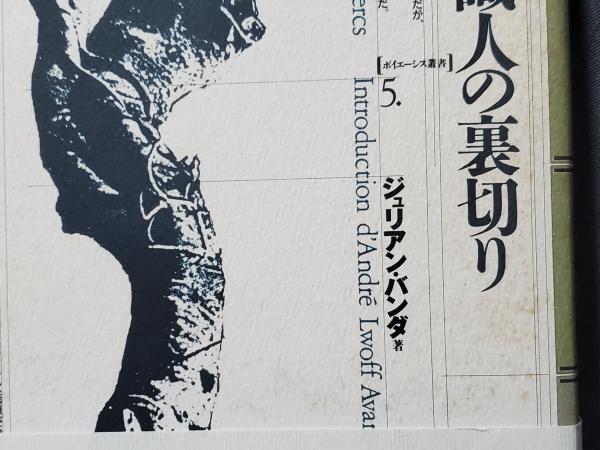 識人の裏切り
[ポイエーシス叢書]
5.
ジュリアン・バンダ著
ercs Introduction d'André Lwoff Avan
だが、
た。